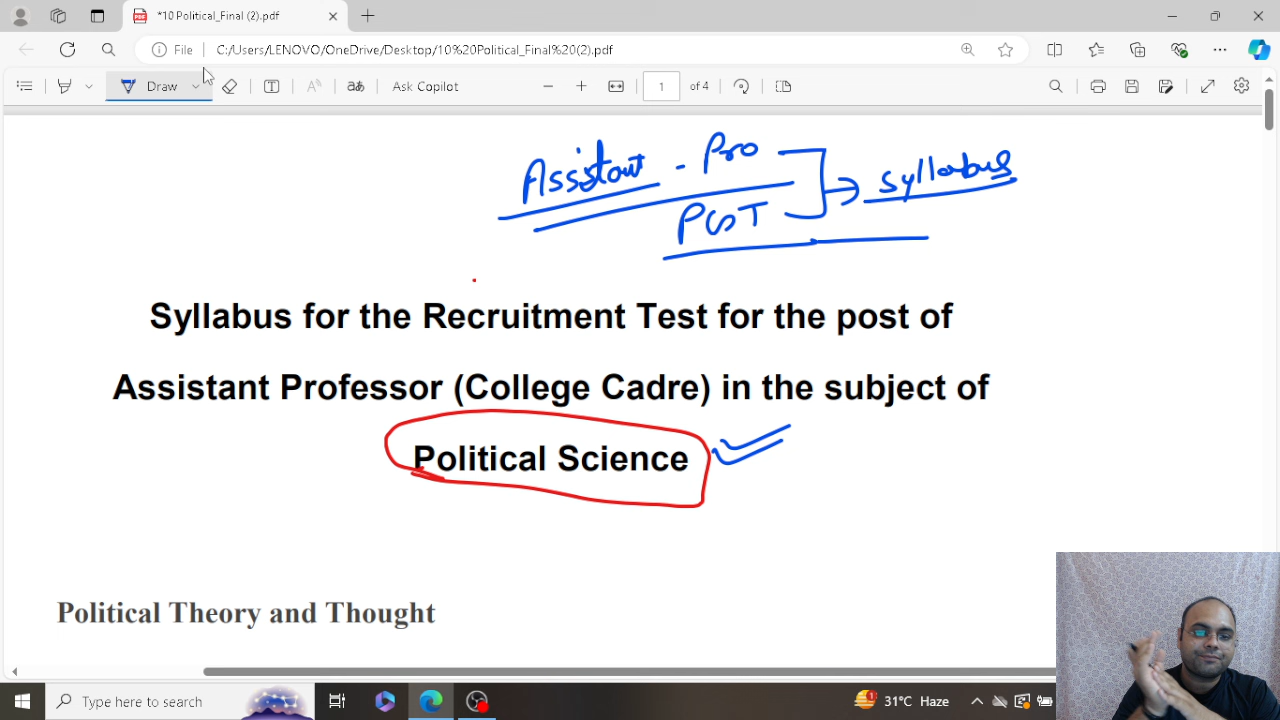 *10 Political_Final (2).pdf
File
C:/Users/LENOVO/OneDrive/Desktop/10%20Political_Final%20(2).pdf
Draw
Ask Copilot
1 of 4
Assistant - Pro
PGT
syllabus
Syllabus for the Recruitment Test for the post of
Assistant Professor (College Cadre) in the subject of
Political Science
Political Theory and Thought
Type here to search
1
31°C Haze